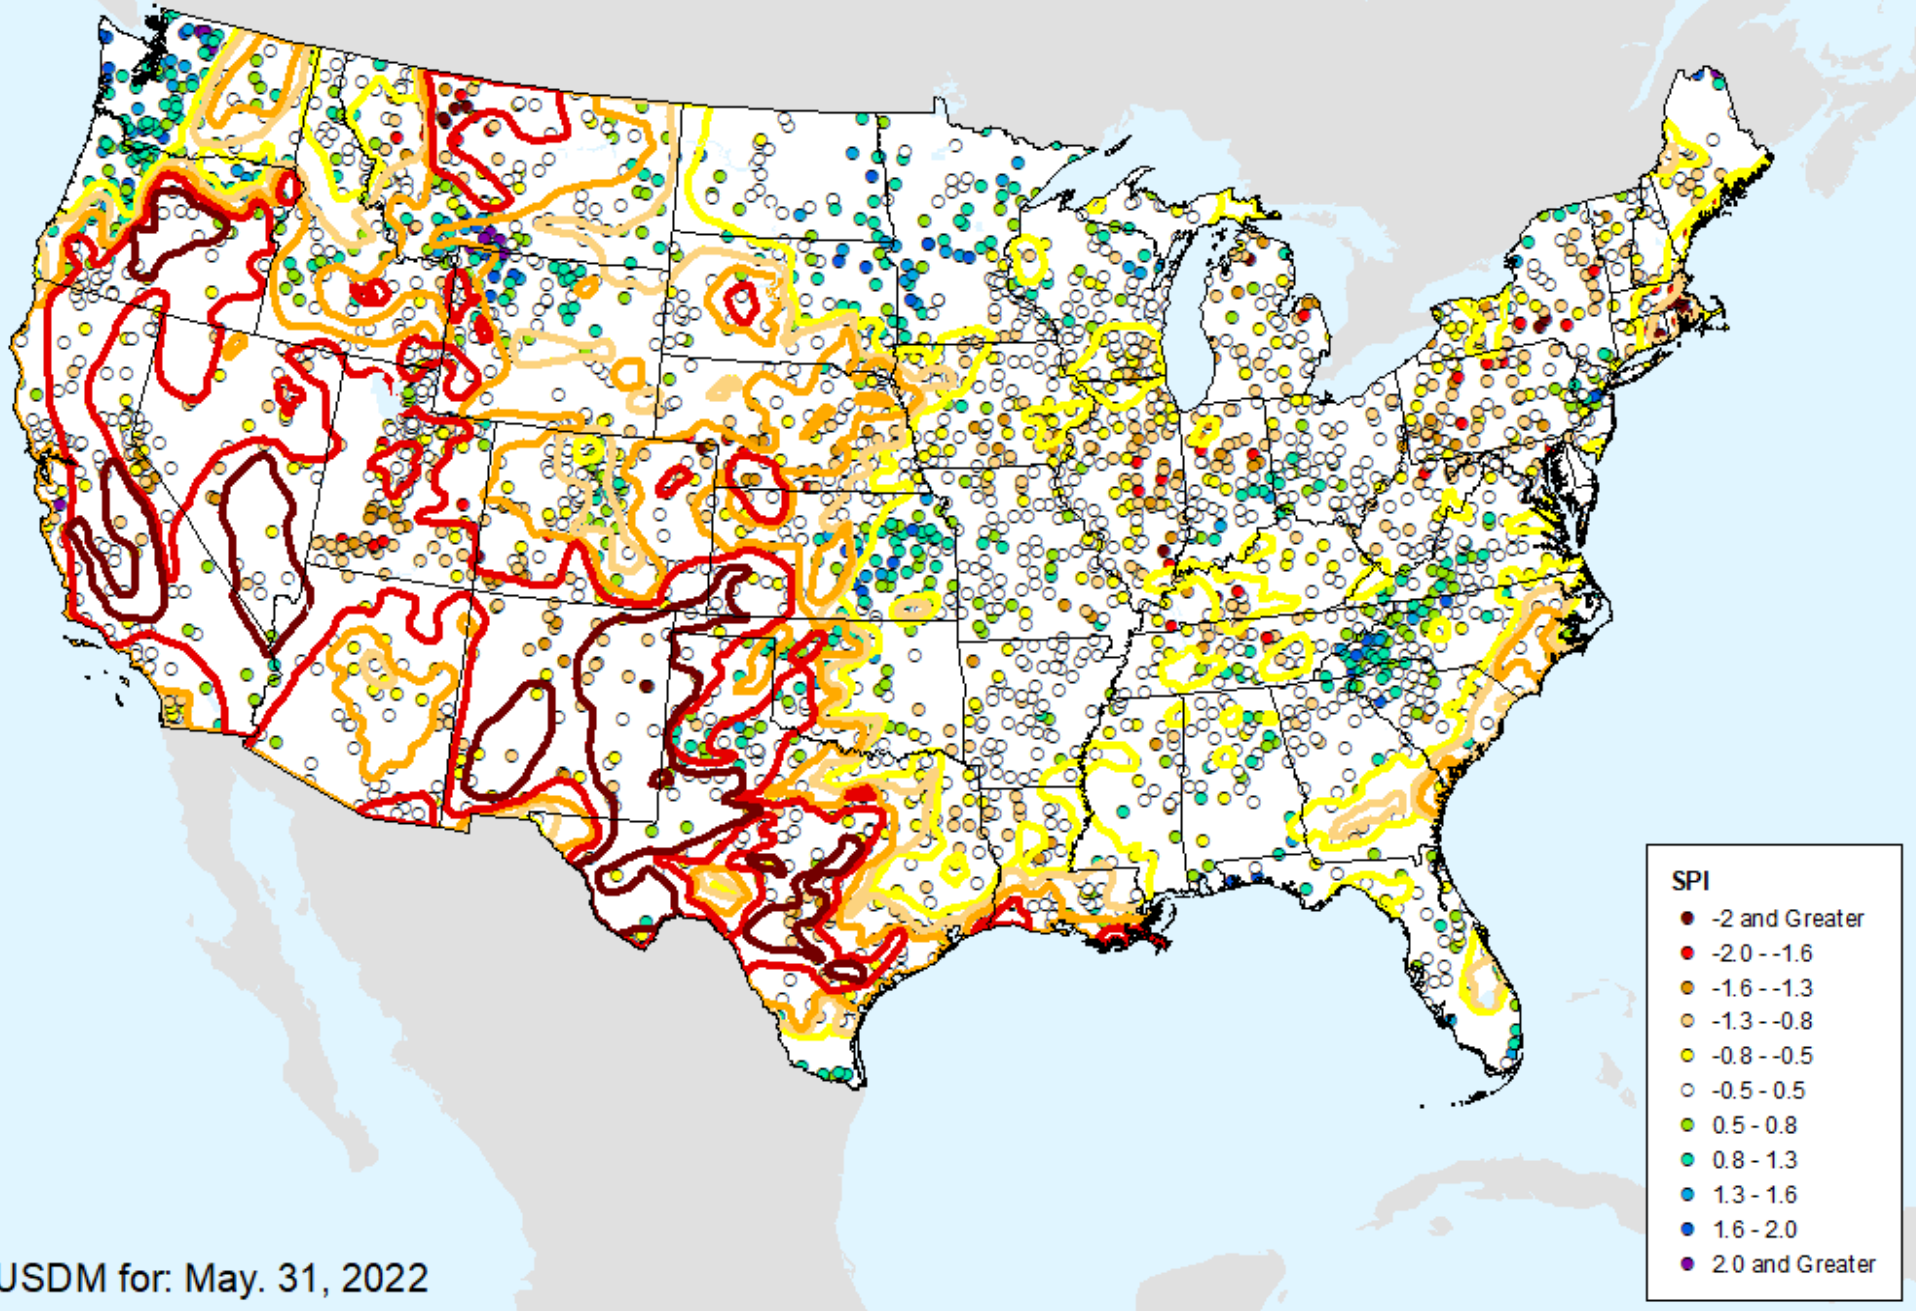 SPI
-2 and Greater
-2.0 - -1.6
-1.6 - -1.3
-1.3 - -0.8
-0.8 - -0.5
-0.5 - 0.5
0.5 - 0.8
0.8 - 1.3
1.3 - 1.6
1.6 - 2.0
2.0 and Greater
USDM for: May. 31, 2022